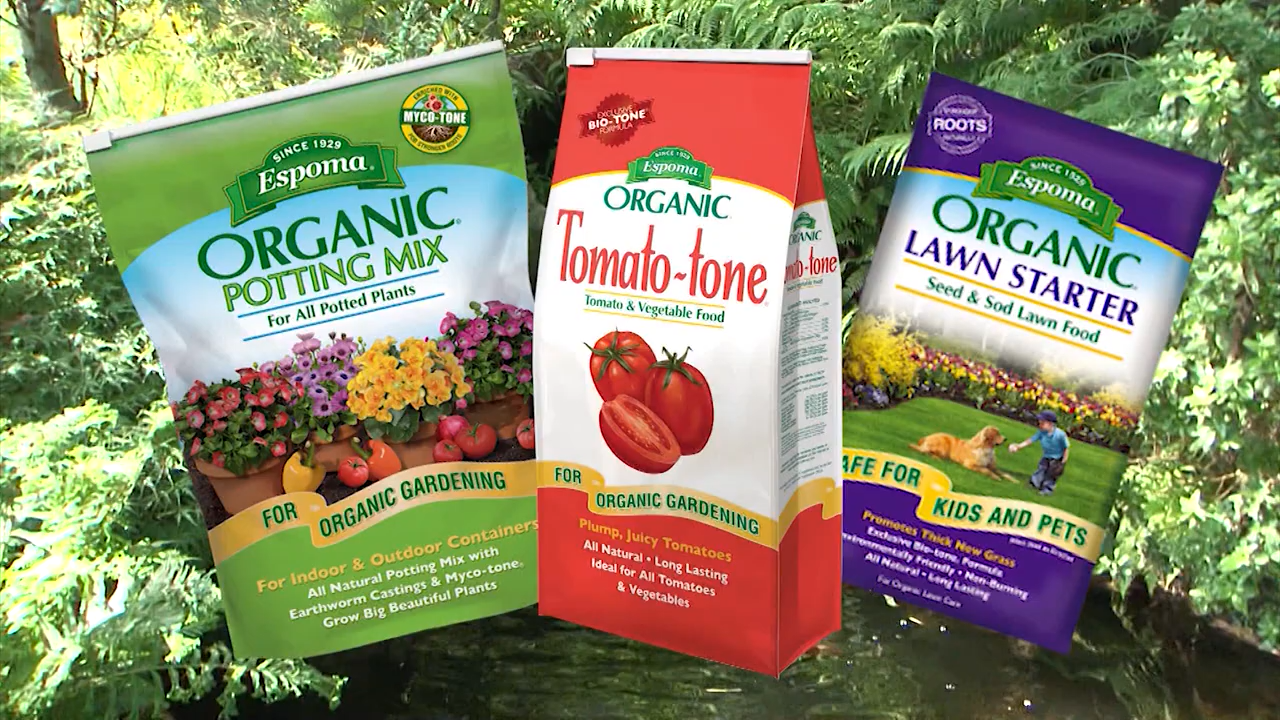 ENRICHED WITH
MYCO-TONE
FOR STRONGER ROOTS
SINCE 1929
Espoma
ORGANIC
POTTING MIX
For All Potted Plants
FOR ORGANIC GARDENING
For Indoor & Outdoor Containers
All Natural Potting Mix with
Earthworm Castings & Myco-tone®
Grow Big Beautiful Plants
EXCLUSIVE
BIO-TONE®
FORMULA
SINCE 1929
Espoma
ORGANIC
Tomato-tone
Tomato & Vegetable Food
FOR ORGANIC GARDENING
Plump, Juicy Tomatoes
All Natural • Long Lasting
Ideal for All Tomatoes
& Vegetables
ORGANIC
mato-tone
ROOTS
SINCE 1929
Espoma
ORGANIC
LAWN STARTER
Seed & Sod Lawn Food
AFE FOR KIDS AND PETS
Promotes Thick New Grass
Exclusive Bio-tone® Formula
vironmentally Friendly • Non-Burning
All Natural • Long Lasting
For Organic Lawn Care